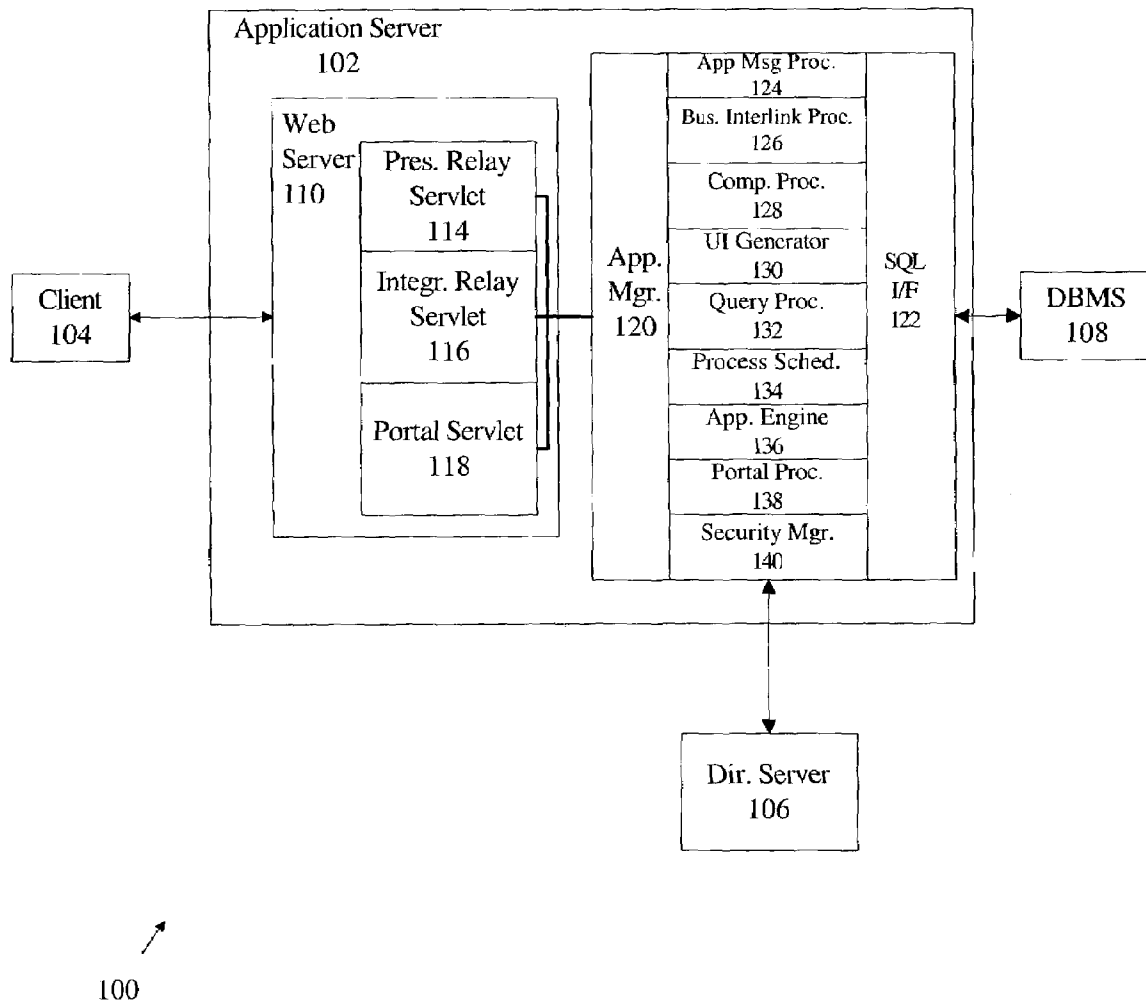 Application Server
102
Web
Server
110
Pres. Relay
Servlet
114
Integr. Relay
Servlet
116
Portal Servlet
118
App.
Mgr.
120
App Msg Proc.
124
Bus. Interlink Proc.
126
Comp. Proc.
128
UI Generator
130
Query Proc.
132
Process Sched.
134
App. Engine
136
Portal Proc.
138
Security Mgr.
140
SQL
I/F
122
Client
104
DBMS
108
Dir. Server
106
100